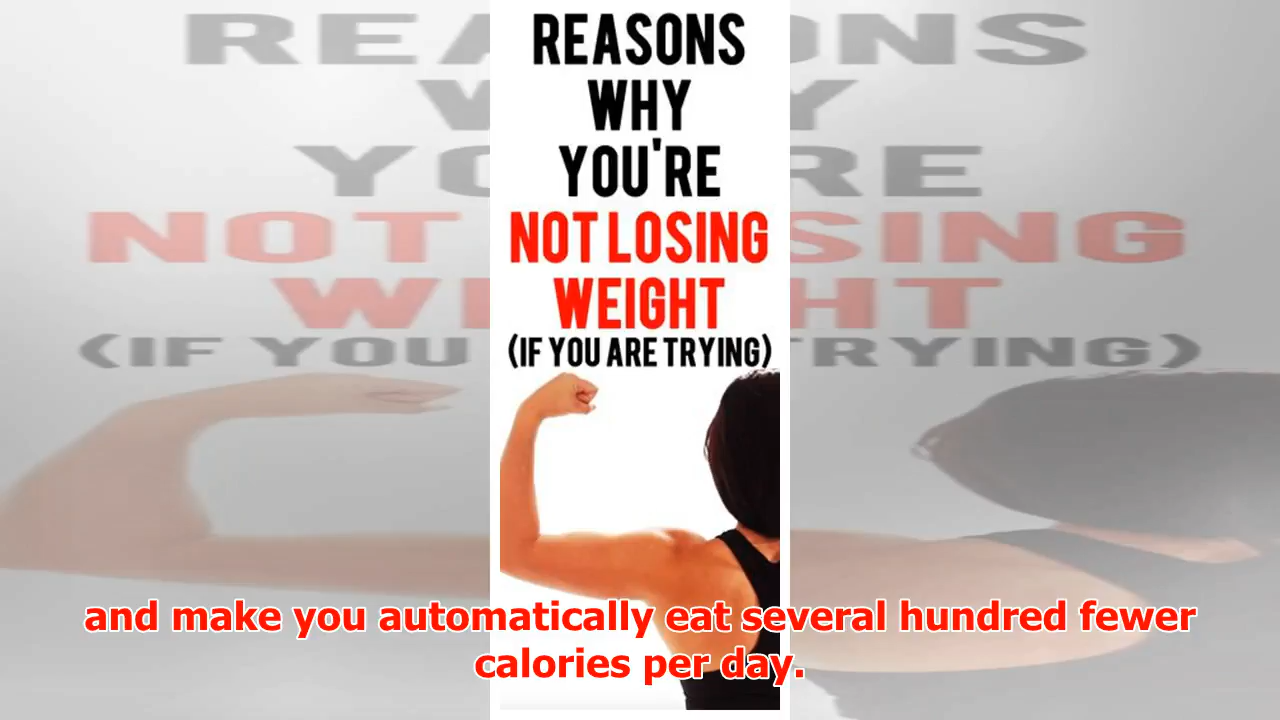 REASONS
WHY
YOU'RE
NOT LOSING
WEIGHT
(IF YOU ARE TRYING)
and make you automatically eat several hundred fewer
calories per day.